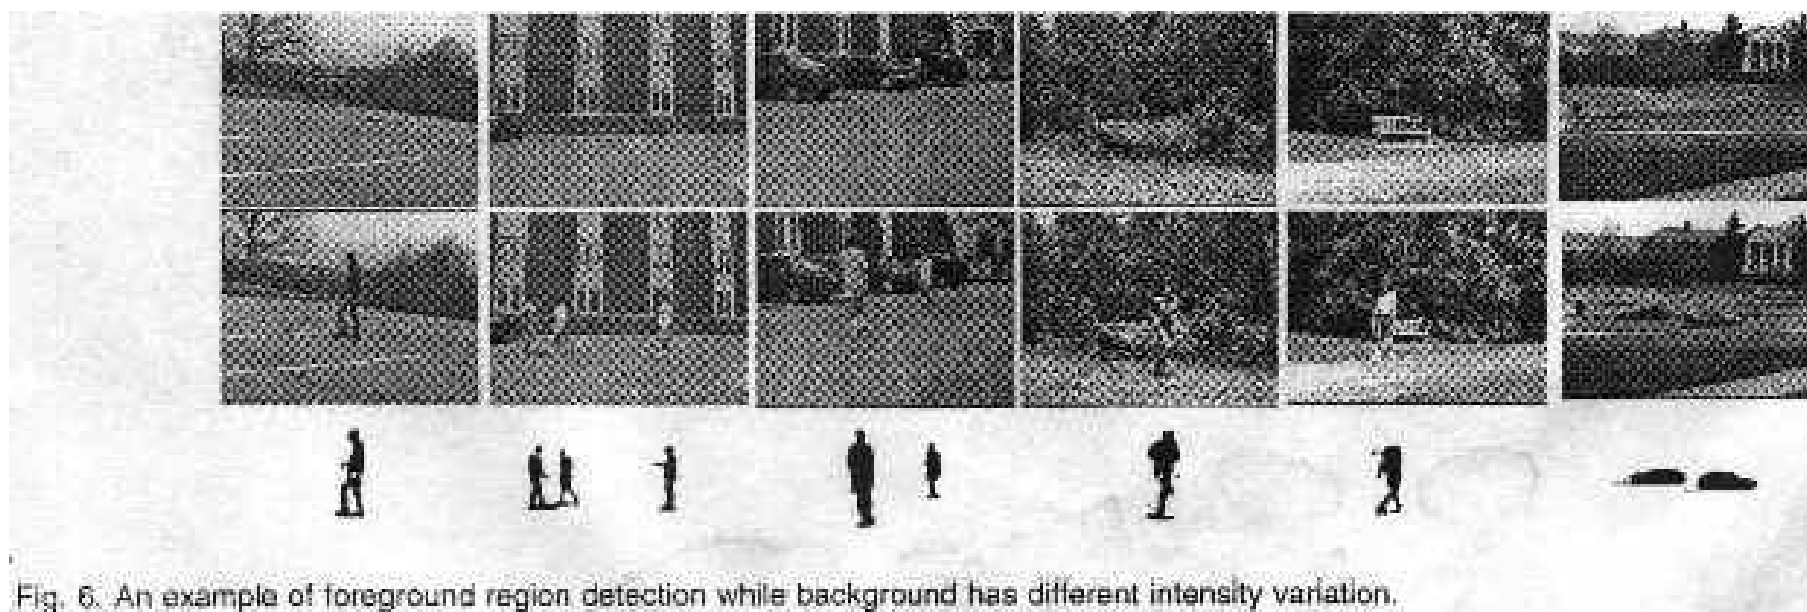 Fig. 6. An example of foreground region detection while background has different intensity variation.